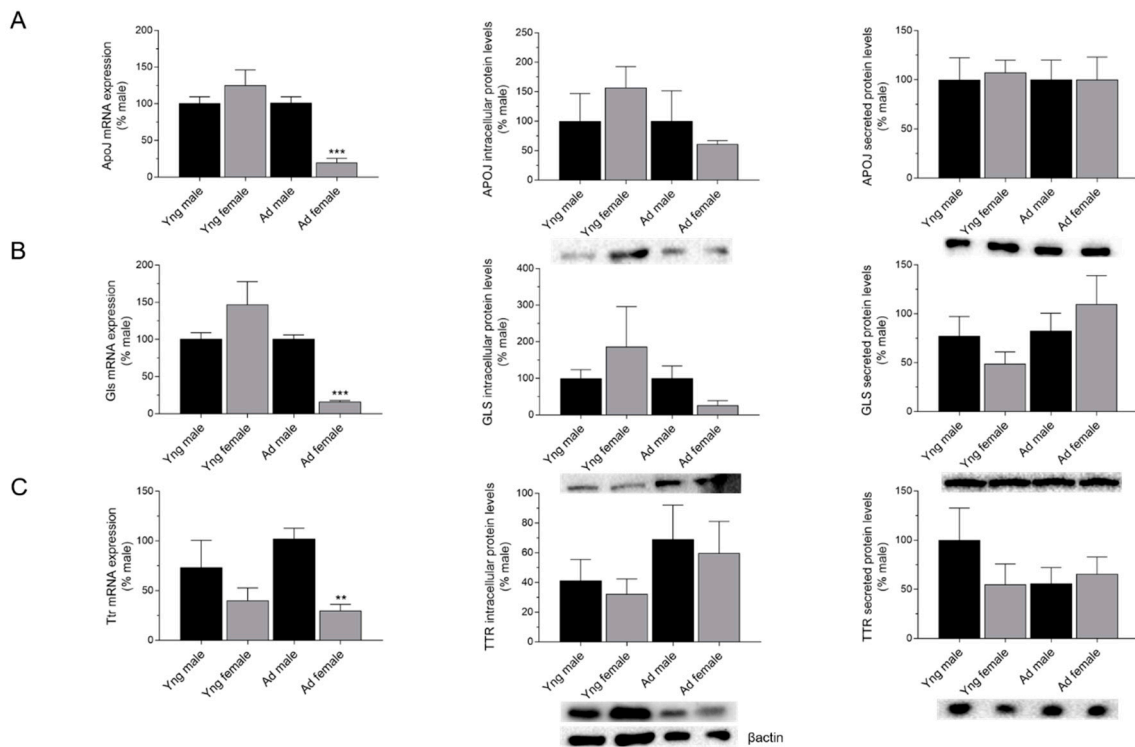 A
ApoJ mRNA expression
(% male)
200
150
100
50
0
***
Yng male
Yng female
Ad male
Ad female
APOJ intracellular protein levels
(% male)
250
225
200
175
150
125
100
75
50
25
0
Yng male
Yng female
Ad male
Ad female
APOJ secreted protein levels
(% male)
150
100
50
0
Yng male
Yng female
Ad male
Ad female
B
Gls mRNA expression
(% male)
200
150
100
50
0
***
Yng male
Yng female
Ad male
Ad female
GLS intracellular protein levels
(% male)
400
300
200
100
0
Yng male
Yng female
Ad male
Ad female
GLS secreted protein levels
(% male)
150
100
50
0
Yng male
Yng female
Ad male
Ad female
C
Ttr mRNA expression
(% male)
150
100
50
0
**
Yng male
Yng female
Ad male
Ad female
TTR intracellular protein levels
(% male)
100
80
60
40
20
0
Yng male
Yng female
Ad male
Ad female
TTR secreted protein levels
(% male)
150
100
50
0
Yng male
Yng female
Ad male
Ad female
βactin